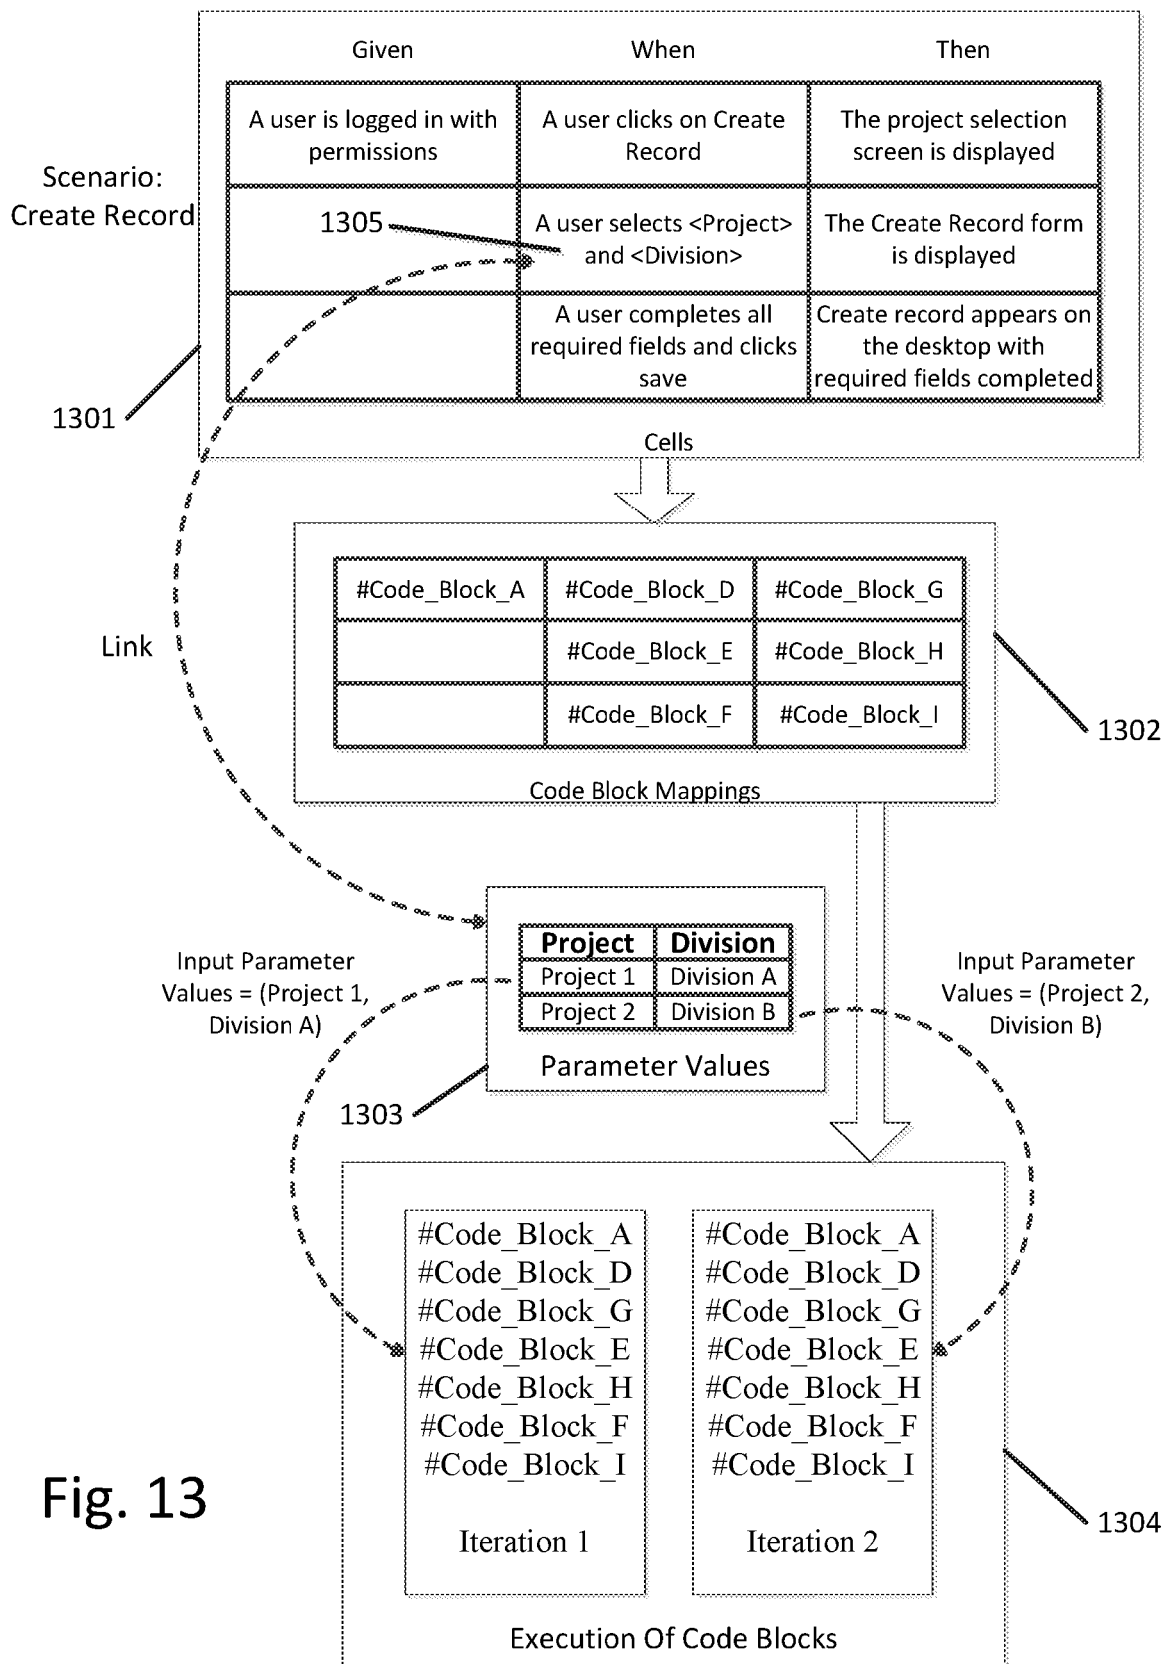 Given
When
Then
A user is logged in with
permissions
A user clicks on Create
Record
The project selection
screen is displayed
Scenario:
Create Record
1305
A user selects <Project>
and <Division>
The Create Record form
is displayed
A user completes all
required fields and clicks
save
Create record appears on
the desktop with
required fields completed
1301
Cells
#Code_Block_A
#Code_Block_D
#Code_Block_G
#Code_Block_E
#Code_Block_H
#Code_Block_F
#Code_Block_I
Link
1302
Code Block Mappings
Project
Division
Project 1
Division A
Project 2
Division B
Parameter Values
Input Parameter
Values = (Project 1,
Division A)
Input Parameter
Values = (Project 2,
Division B)
1303
#Code_Block_A
#Code_Block_D
#Code_Block_G
#Code_Block_E
#Code_Block_H
#Code_Block_F
#Code_Block_I
Iteration 1
#Code_Block_A
#Code_Block_D
#Code_Block_G
#Code_Block_E
#Code_Block_H
#Code_Block_F
#Code_Block_I
Iteration 2
Fig. 13
1304
Execution Of Code Blocks